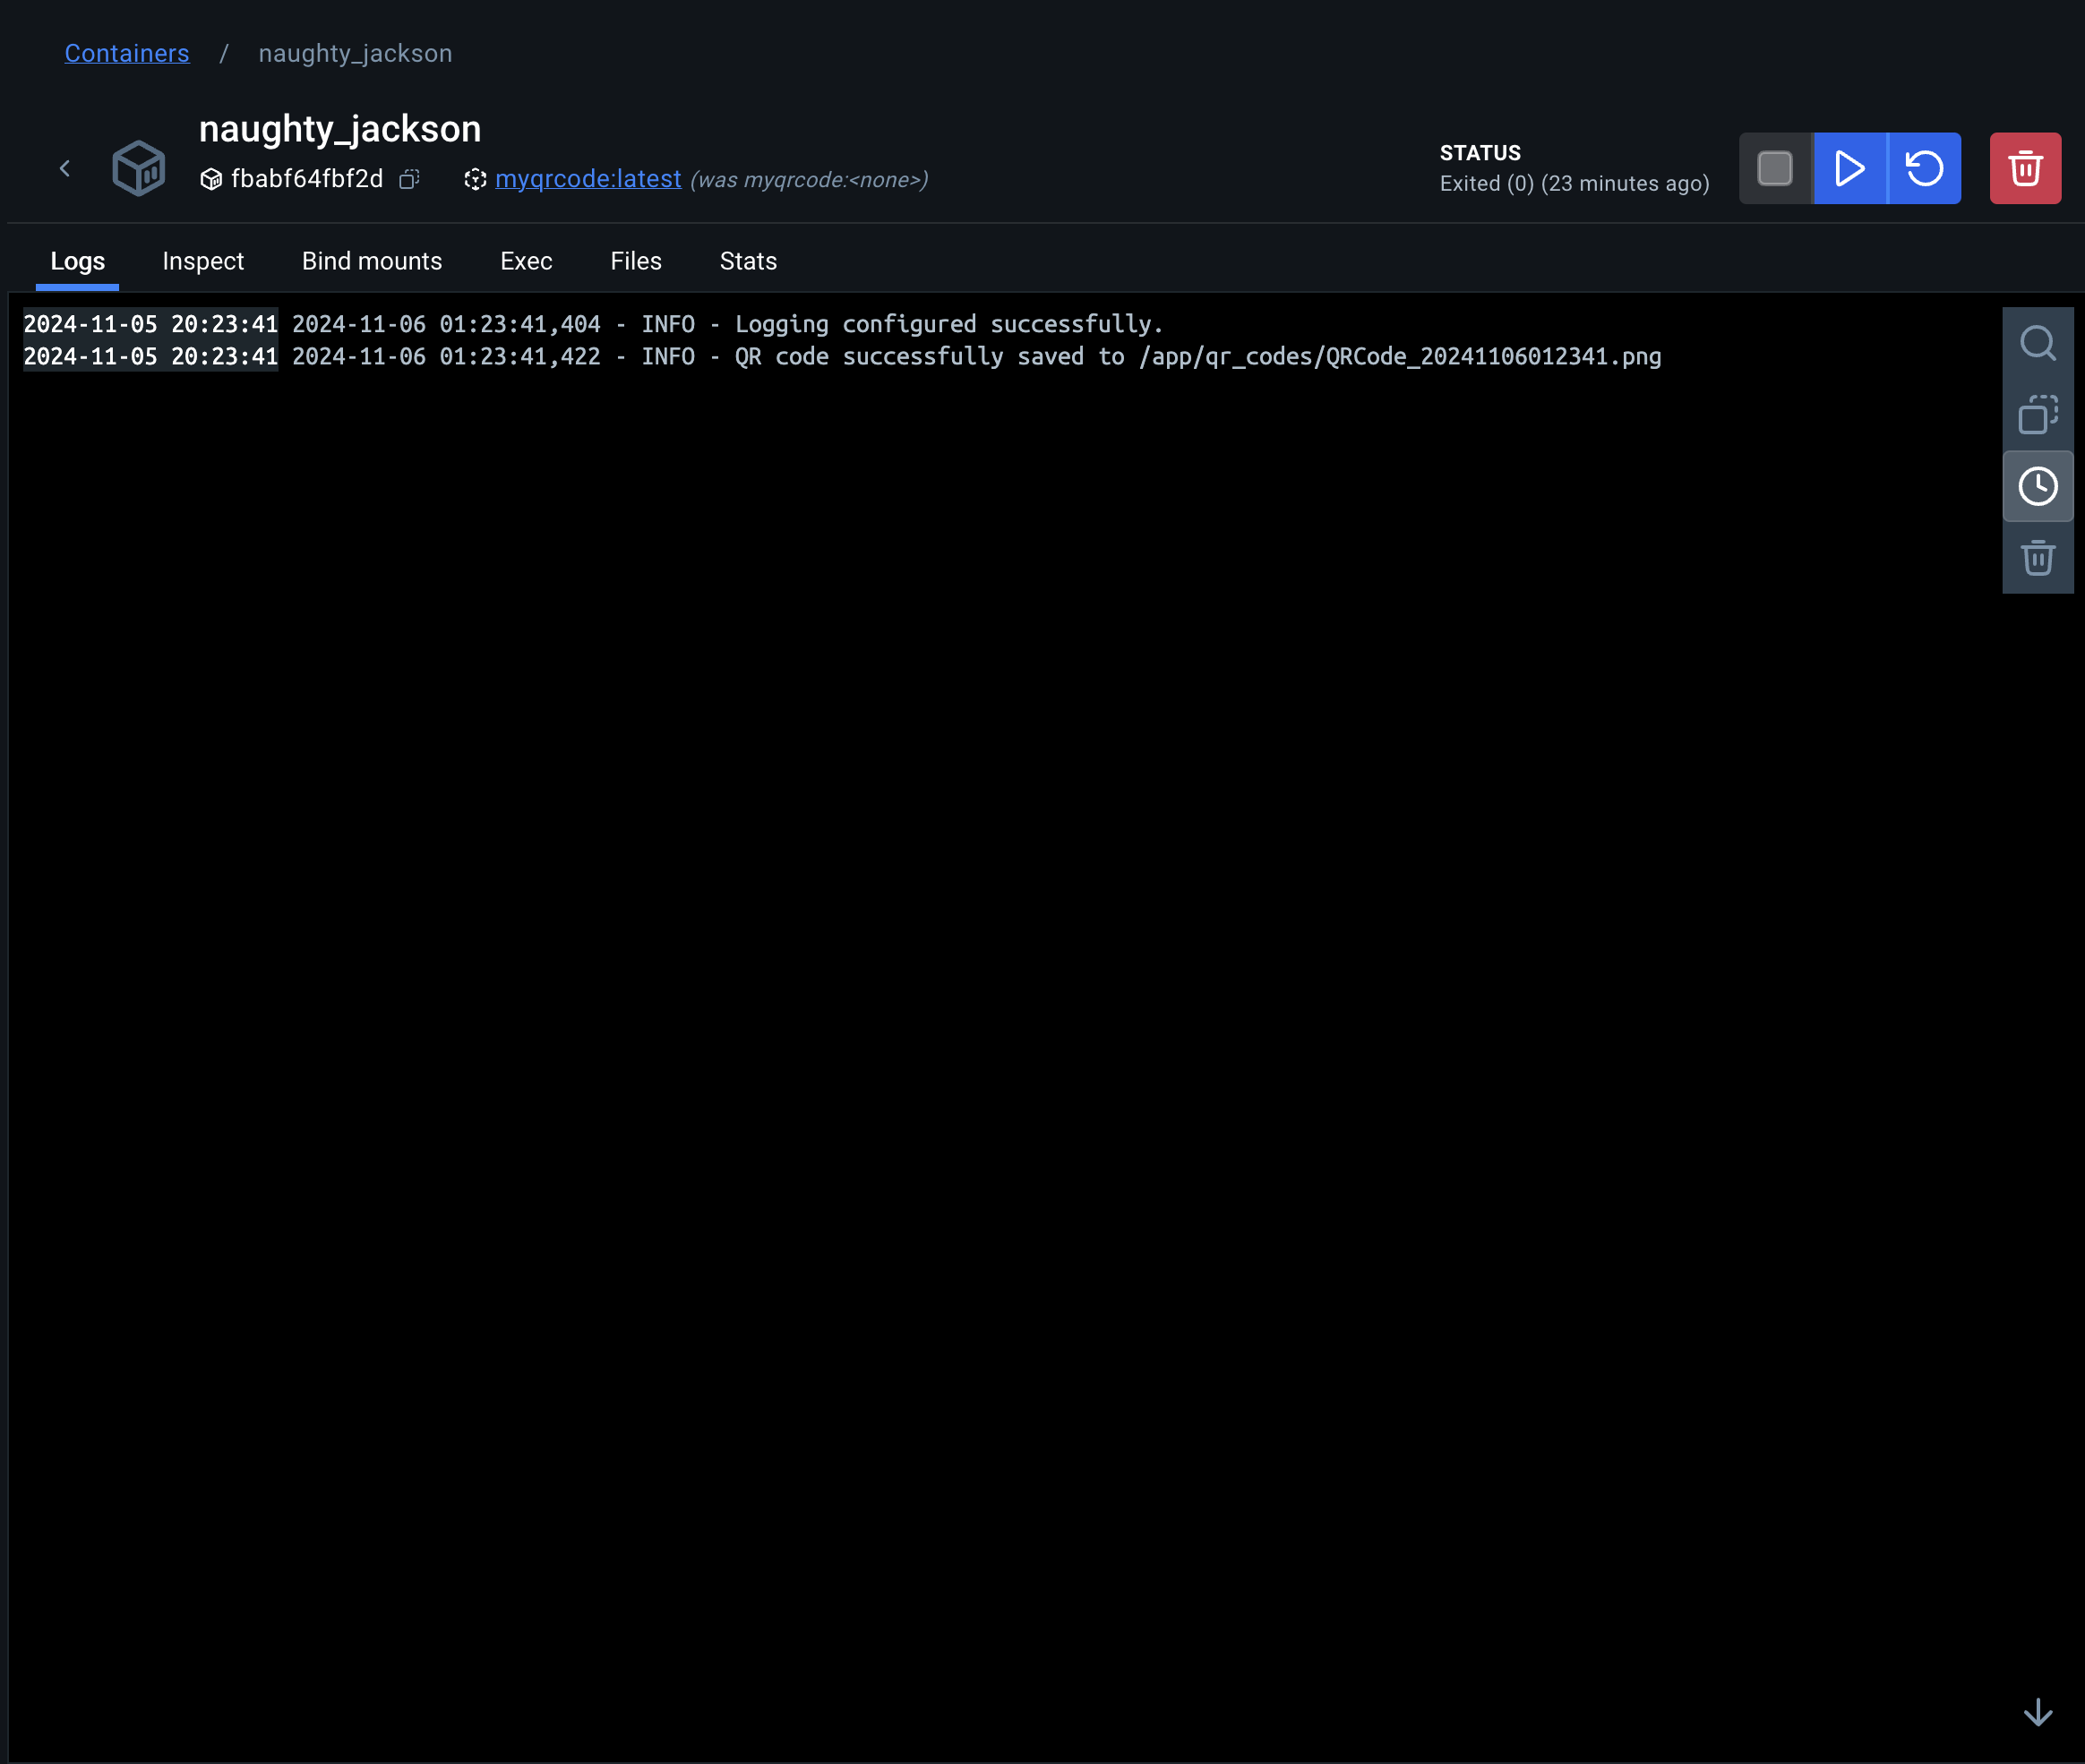 Containers / naughty_jackson
naughty_jackson
fbabf64fbf2d myqrcode:latest (was myqrcode:<none>)
STATUS
Exited (0) (23 minutes ago)
Logs Inspect Bind mounts Exec Files Stats
2024-11-05 20:23:41 2024-11-06 01:23:41,404 - INFO - Logging configured successfully.
2024-11-05 20:23:41 2024-11-06 01:23:41,422 - INFO - QR code successfully saved to /app/qr_codes/QRCode_20241106012341.png